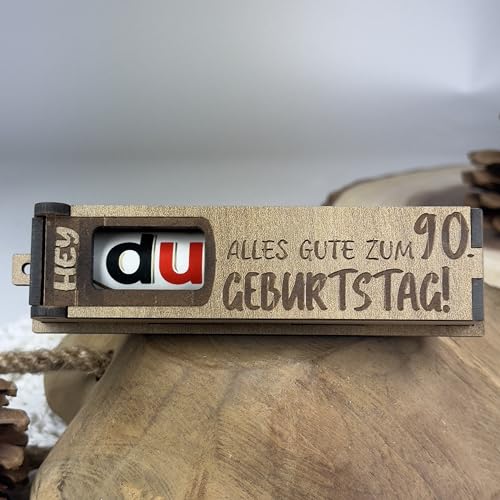 HEY
du
ALLES GUTE ZUM 90.
GEBURTSTAG!